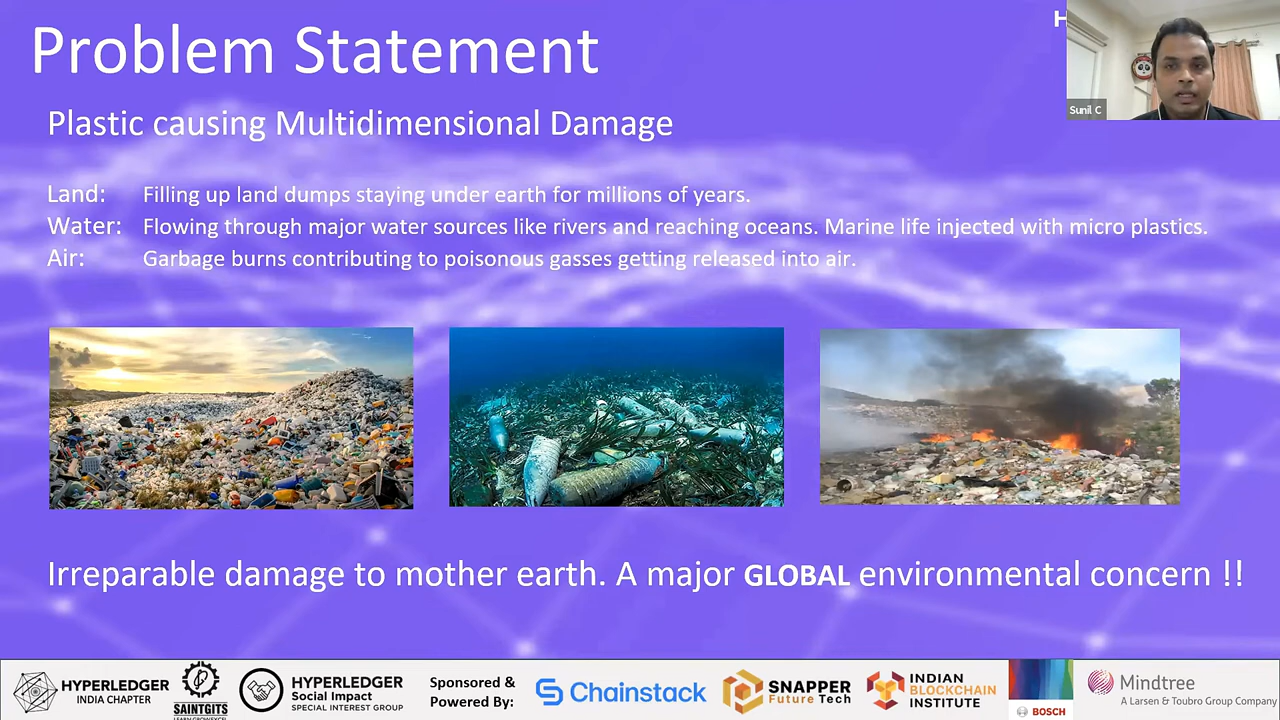 Problem Statement
H
Sunil C
Plastic causing Multidimensional Damage
Land: Filling up land dumps staying under earth for millions of years.
Water: Flowing through major water sources like rivers and reaching oceans. Marine life injected with micro plastics.
Air: Garbage burns contributing to poisonous gasses getting released into air.
Irreparable damage to mother earth. A major GLOBAL environmental concern !!
HYPERLEDGER
INDIA CHAPTER
SAINTGITS
LEARN.GROW.EXCEL
HYPERLEDGER
Social Impact
SPECIAL INTEREST GROUP
Sponsored &
Powered By:
Chainstack
SNAPPER
Future Tech
INDIAN
BLOCKCHAIN
INSTITUTE
BOSCH
Mindtree
A Larsen & Toubro Group Company